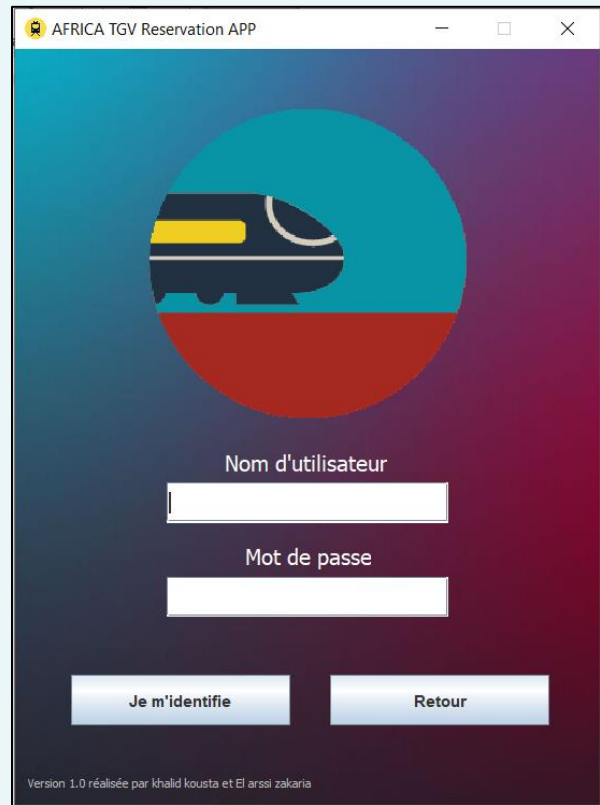 AFRICA TGV Reservation APP
Nom d'utilisateur
Mot de passe
Je m'identifie
Retour
Version 1.0 réalisée par khalid kousta et El arssi zakaria